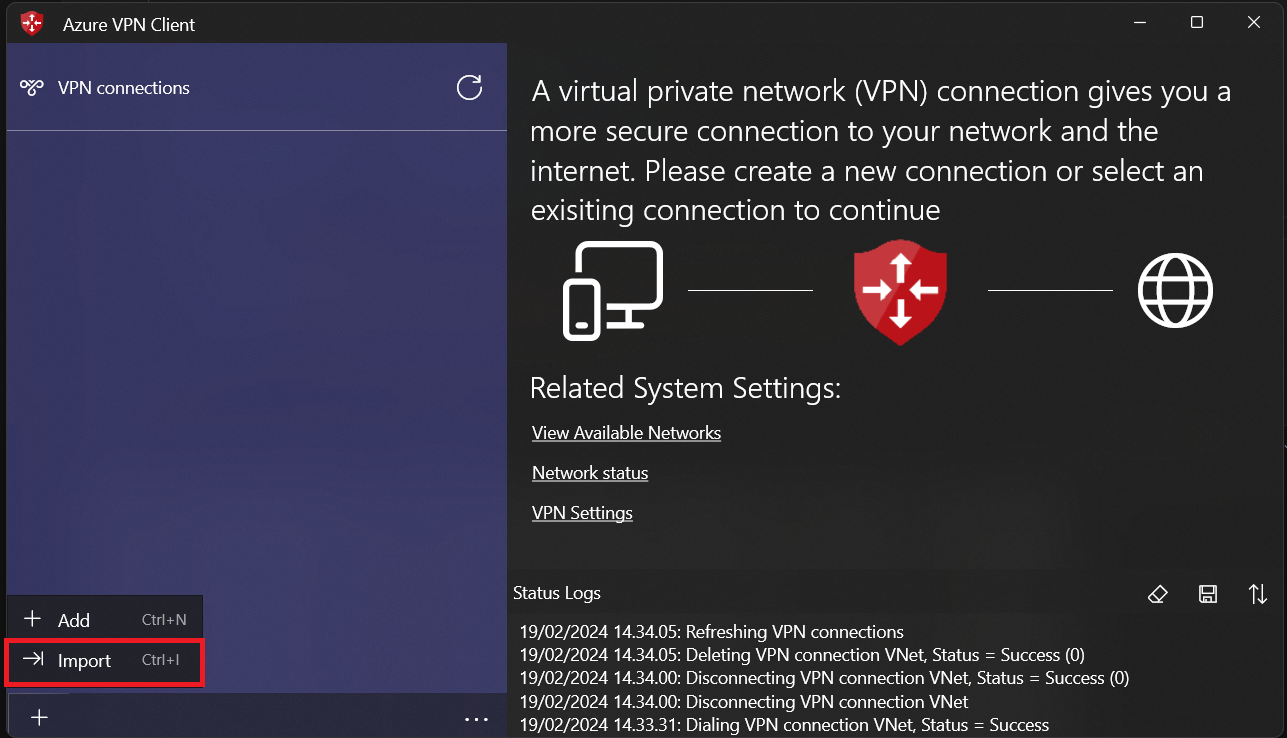 Azure VPN Client
VPN connections
A virtual private network (VPN) connection gives you a
more secure connection to your network and the
internet. Please create a new connection or select an
exisiting connection to continue
Related System Settings:
View Available Networks
Network status
VPN Settings
Add Ctrl+N
Import Ctrl+I
Status Logs
19/02/2024 14.34.05: Refreshing VPN connections
19/02/2024 14.34.05: Deleting VPN connection VNet, Status = Success (0)
19/02/2024 14.34.00: Disconnecting VPN connection VNet, Status = Success (0)
19/02/2024 14.34.00: Disconnecting VPN connection VNet
19/02/2024 14.33.31: Dialing VPN connection VNet, Status = Success